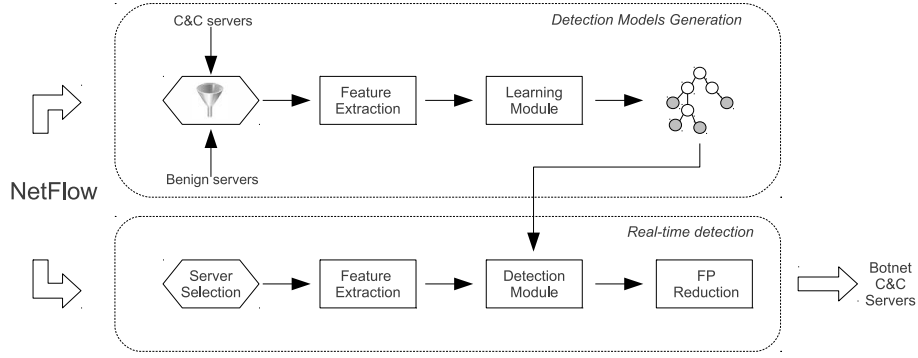 C&C servers
Detection Models Generation
Feature
Extraction
Learning
Module
Benign servers
NetFlow
Real-time detection
Server
Selection
Feature
Extraction
Detection
Module
FP
Reduction
Botnet
C&C
Servers